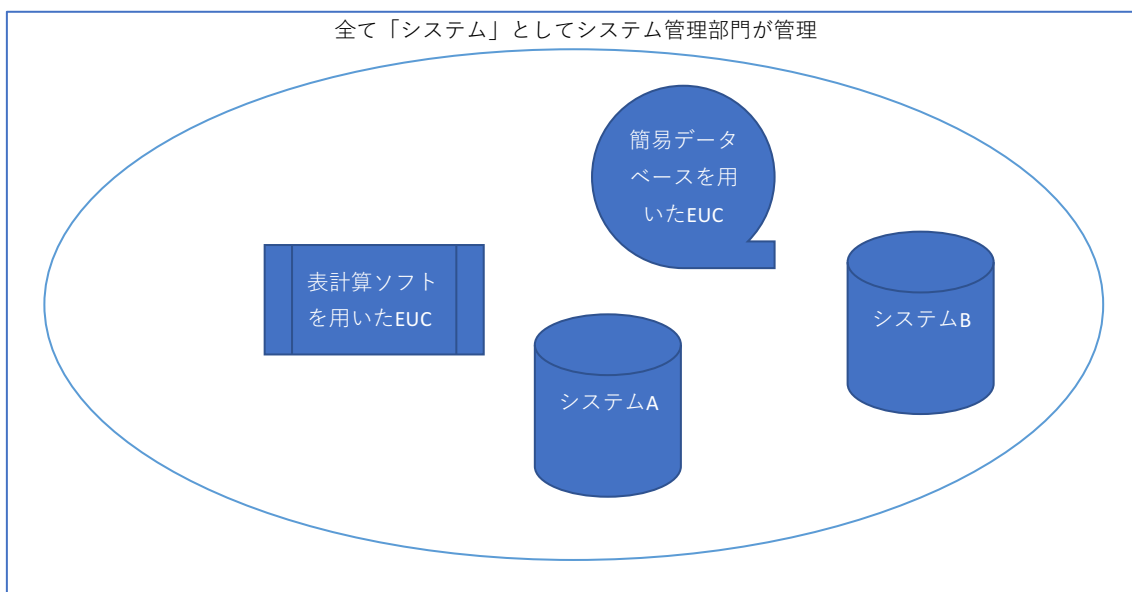 全て「システム」としてシステム管理部門が管理
簡易データ
ベースを用
いたEUC
表計算ソフト
を用いたEUC
システムB
システムA